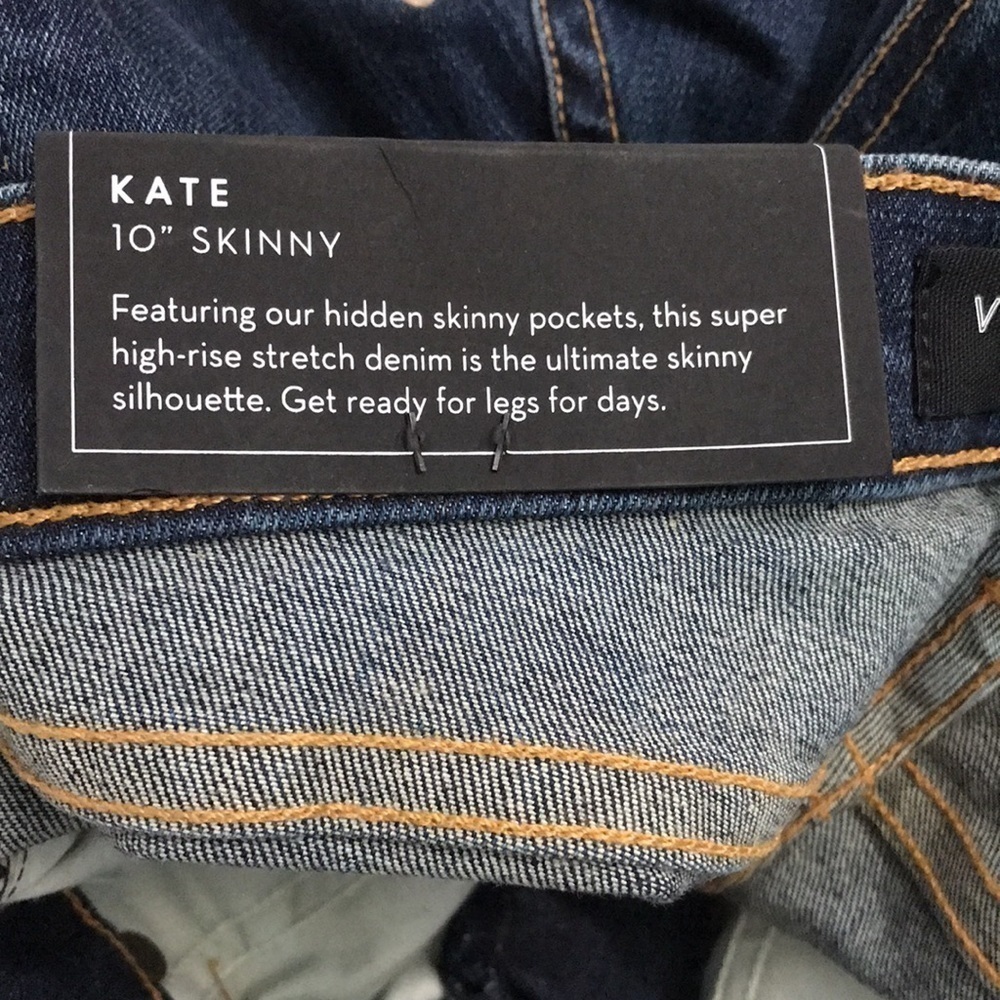 KATE
10” SKINNY
Featuring our hidden skinny pockets, this super
high-rise stretch denim is the ultimate skinny
silhouette. Get ready for legs for days.
V